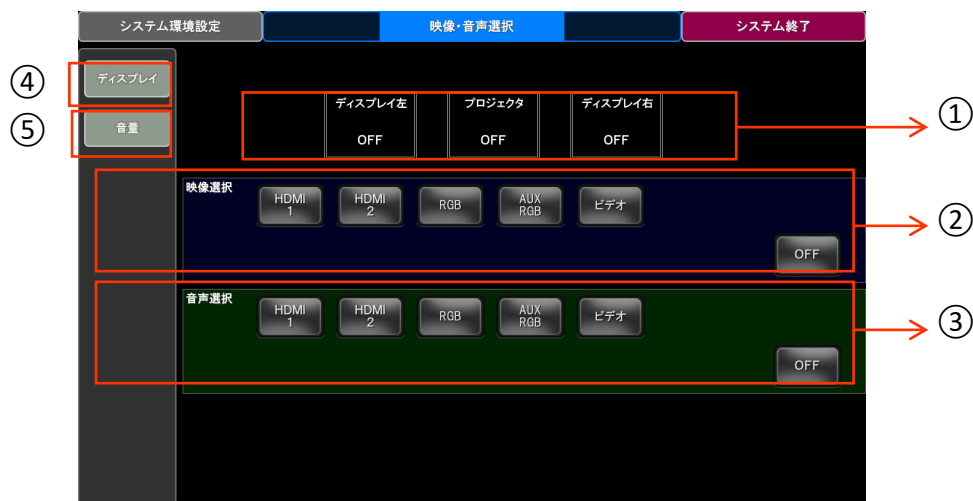 システム環境設定
映像・音声選択
システム終了
④
ディスプレイ
⑤
音量
ディスプレイ左
プロジェクタ
ディスプレイ右
OFF
OFF
OFF
①
映像選択
HDMI
1
HDMI
2
RGB
AUX
RGB
ビデオ
OFF
②
音声選択
HDMI
1
HDMI
2
RGB
AUX
RGB
ビデオ
OFF
③